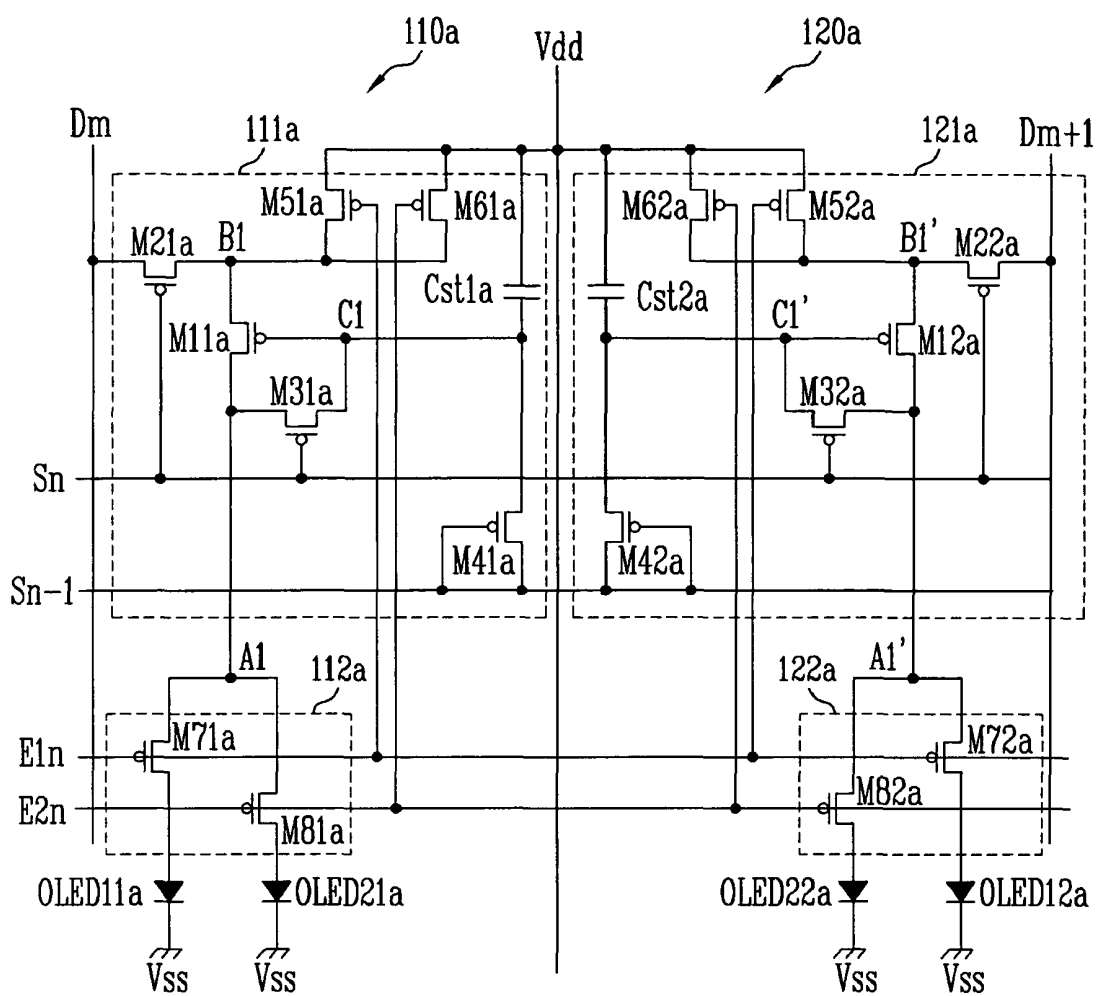 110a
Vdd
120a
Dm
111a
121a
Dm+1
M51a
M61a
M62a
M52a
M21a
B1
B1'
M22a
Cst1a
Cst2a
M11a
C1
C1'
M12a
M31a
M32a
Sn
M41a
M42a
Sn-1
A1
112a
122a
A1'
M71a
M72a
E1n
E2n
M81a
M82a
OLED11a
OLED21a
OLED22a
OLED12a
Vss
Vss
Vss
Vss